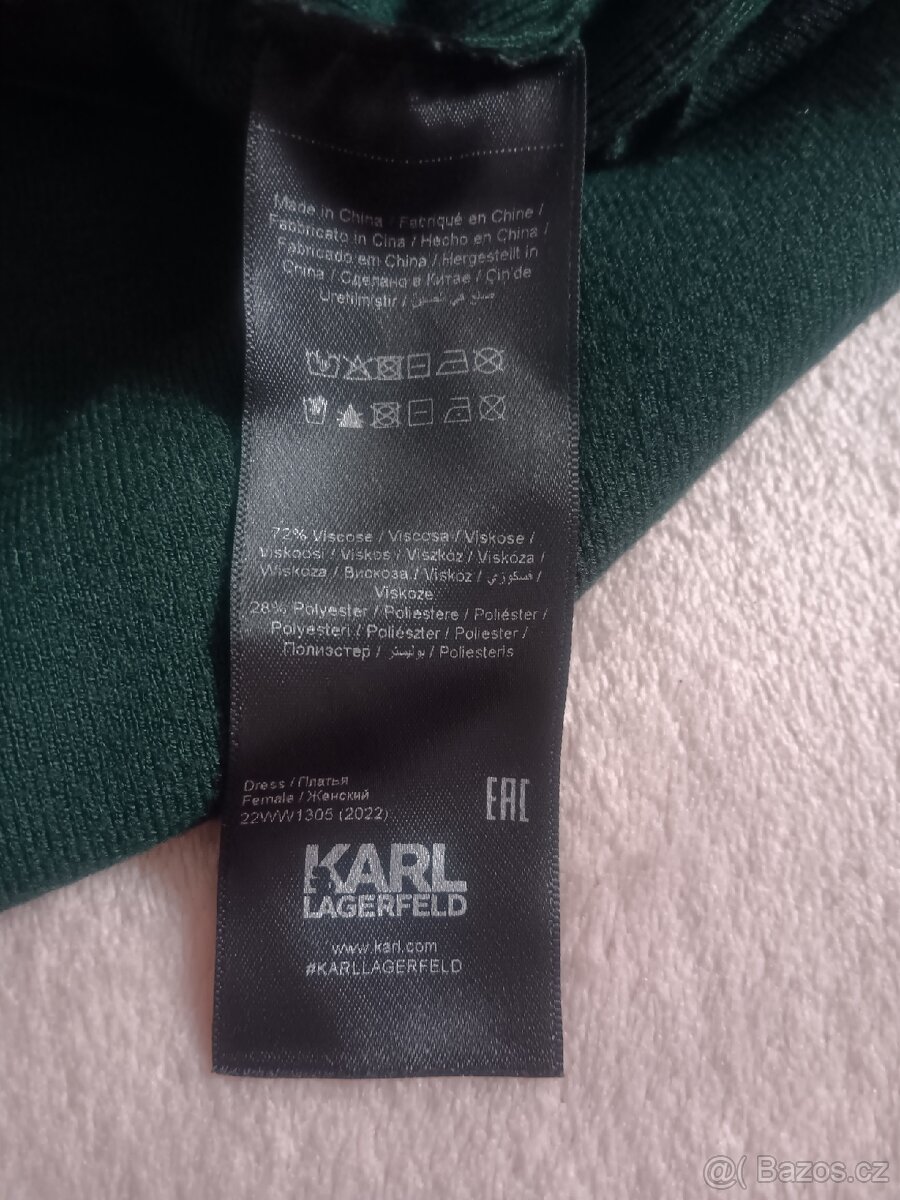 Made in China / Fabriqué en Chine /
Fabbricato in Cina / Hecho en China /
Fabricado em China / Hergestellt in
China / Сделано в Китае / Çin'de
Üretilmiştir / صنع في الصين
72% Viscose / Viscosa / Viskose /
Viskoosi / Viskos / Viszkóz / Viskóza /
Wiskoza / Вискоза / Viskoz / فسكوزي /
Viskoze
28% Polyester / Poliestere / Poliéster /
Polyesteri / Poliészter / Poliester /
Полиэстер / بوليستر / Poliesteris
Dress / Платья
Female / Женский
22WW1305 (2022)
EAC
KARL
LAGERFELD
www.karl.com
#KARLLAGERFELD
@( Bazos.cz